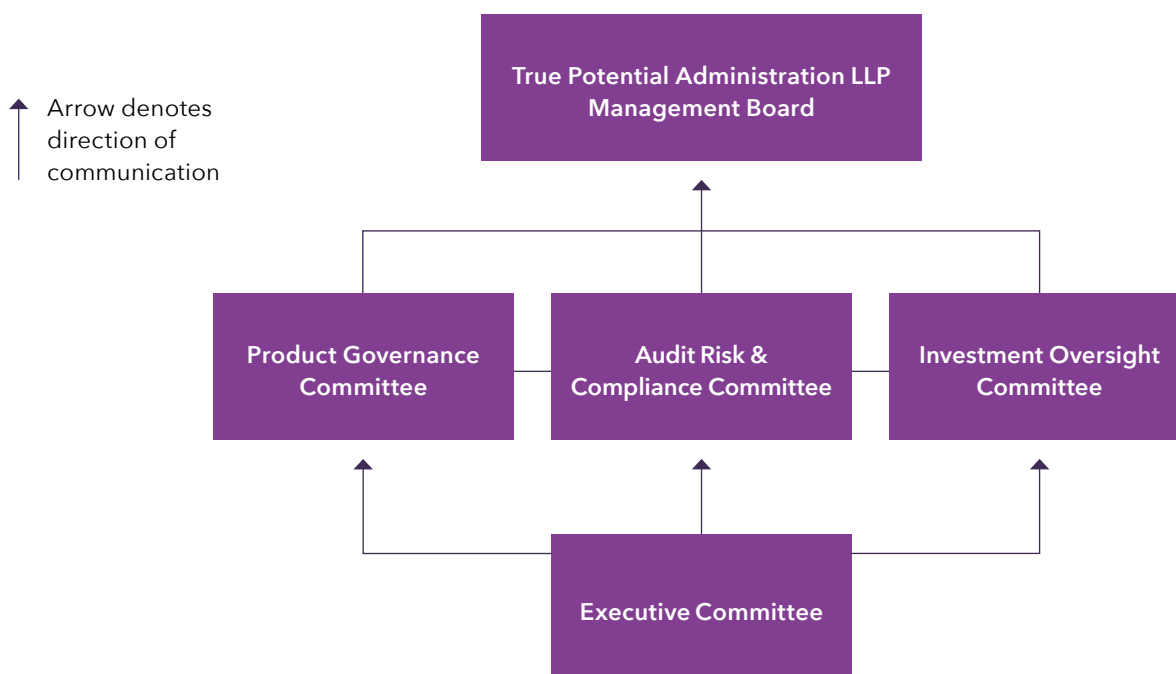 True Potential Administration LLP
Management Board
Arrow denotes
direction of
communication
Product Governance
Committee
Audit Risk &
Compliance Committee
Investment Oversight
Committee
Executive Committee